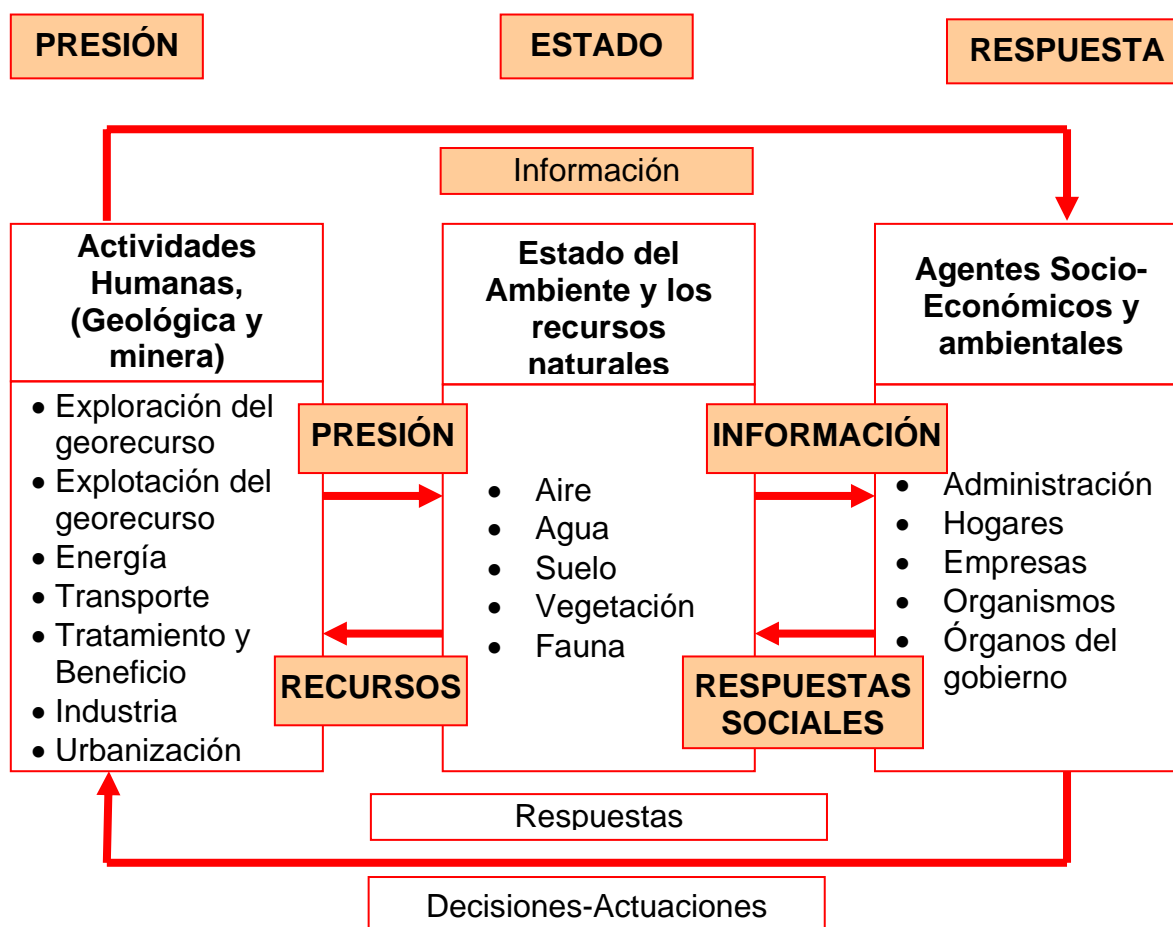 PRESIÓN
ESTADO
RESPUESTA
Información
Actividades
Humanas,
(Geológica y
minera)
Estado del
Ambiente y los
recursos
naturales
Agentes Socio-
Económicos y
ambientales
• Exploración del
georecurso
• Explotación del
georecurso
• Energía
• Transporte
• Tratamiento y
Beneficio
• Industria
• Urbanización
PRESIÓN
RECURSOS
• Aire
• Agua
• Suelo
• Vegetación
• Fauna
INFORMACIÓN
RESPUESTAS
SOCIALES
• Administración
• Hogares
• Empresas
• Organismos
• Órganos del
gobierno
Respuestas
Decisiones-Actuaciones